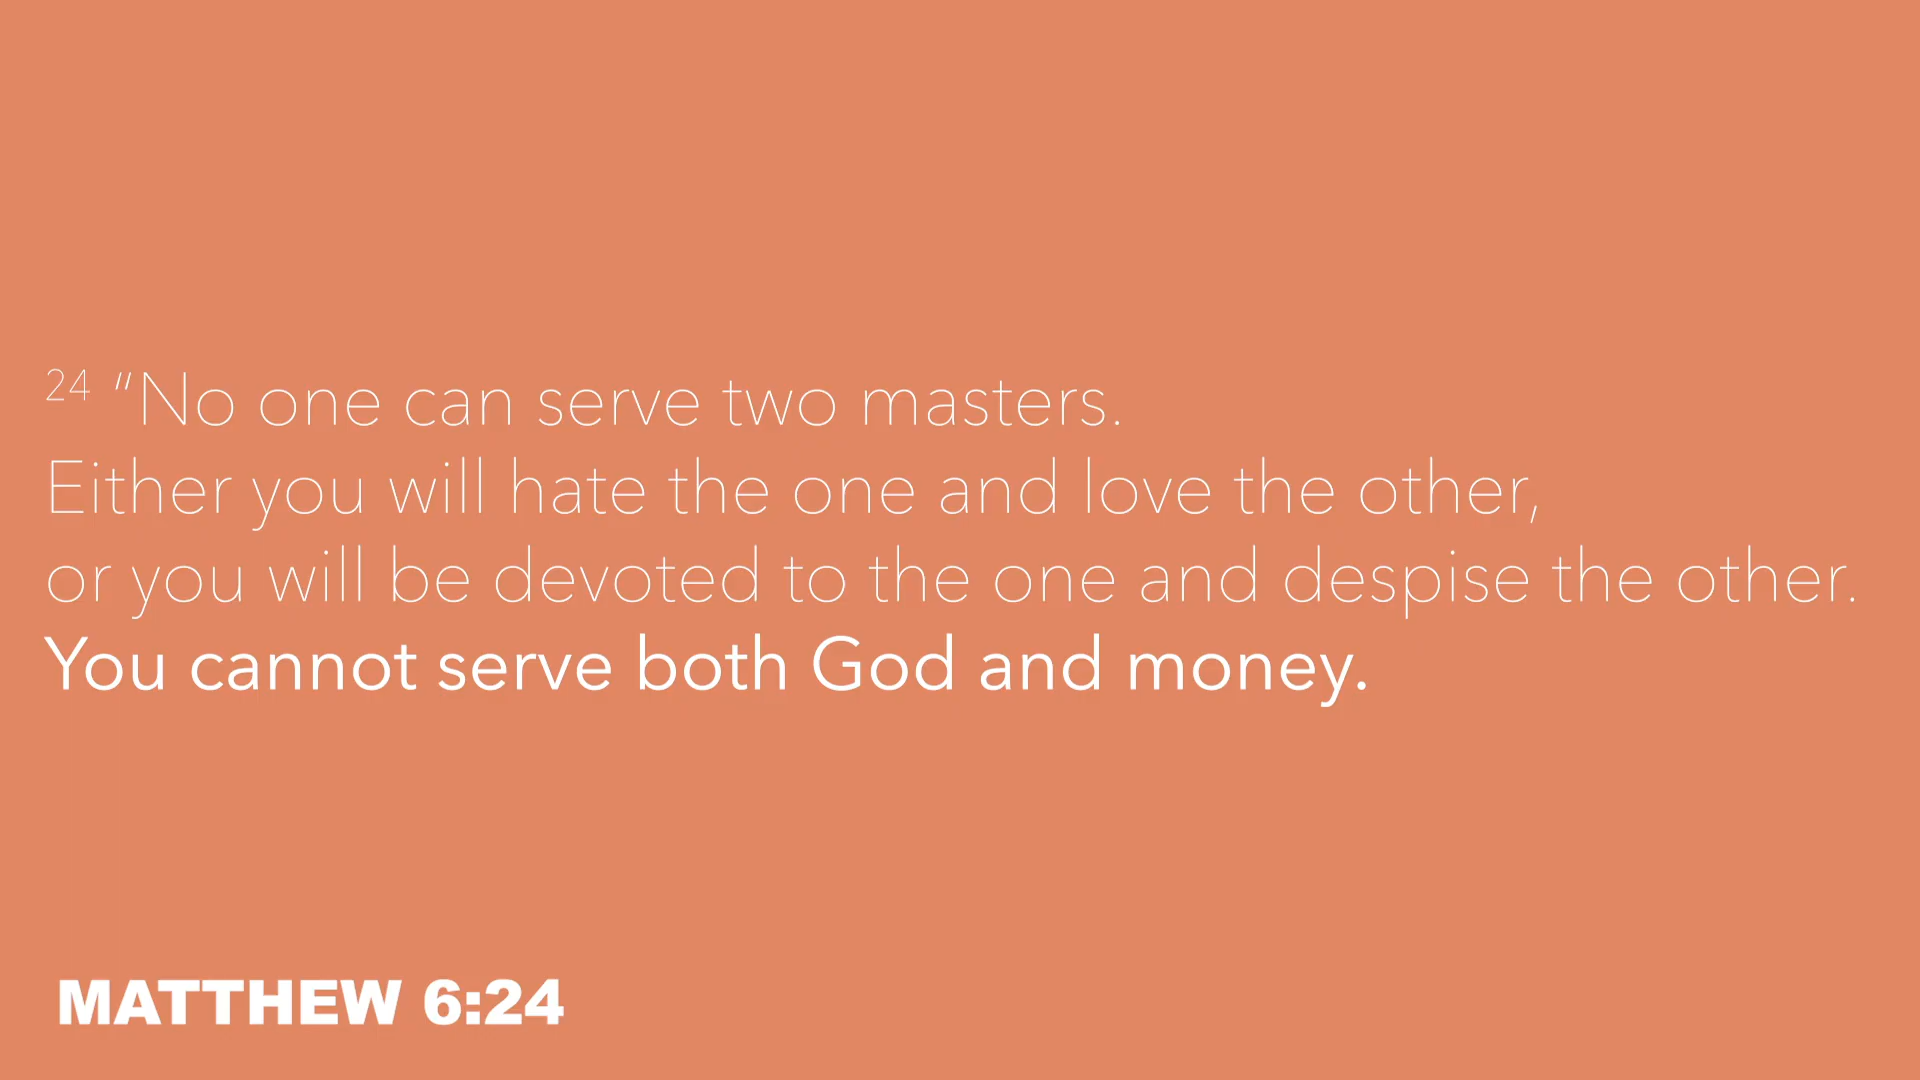 24 “No one can serve two masters.
Either you will hate the one and love the other,
or you will be devoted to the one and despise the other.
You cannot serve both God and money.
MATTHEW 6:24